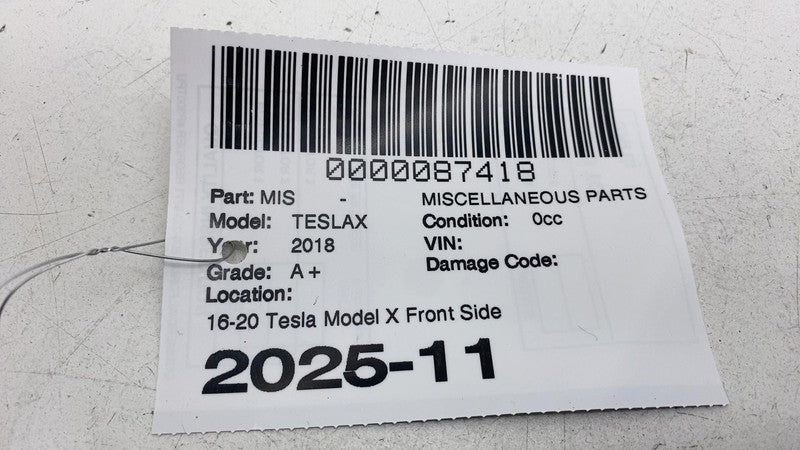 0000087418
Part: MIS - MISCELLANEOUS PARTS
Model: TESLAX Condition: 0cc
Year: 2018 VIN:
Grade: A+ Damage Code:
Location:
16-20 Tesla Model X Front Side
2025-11